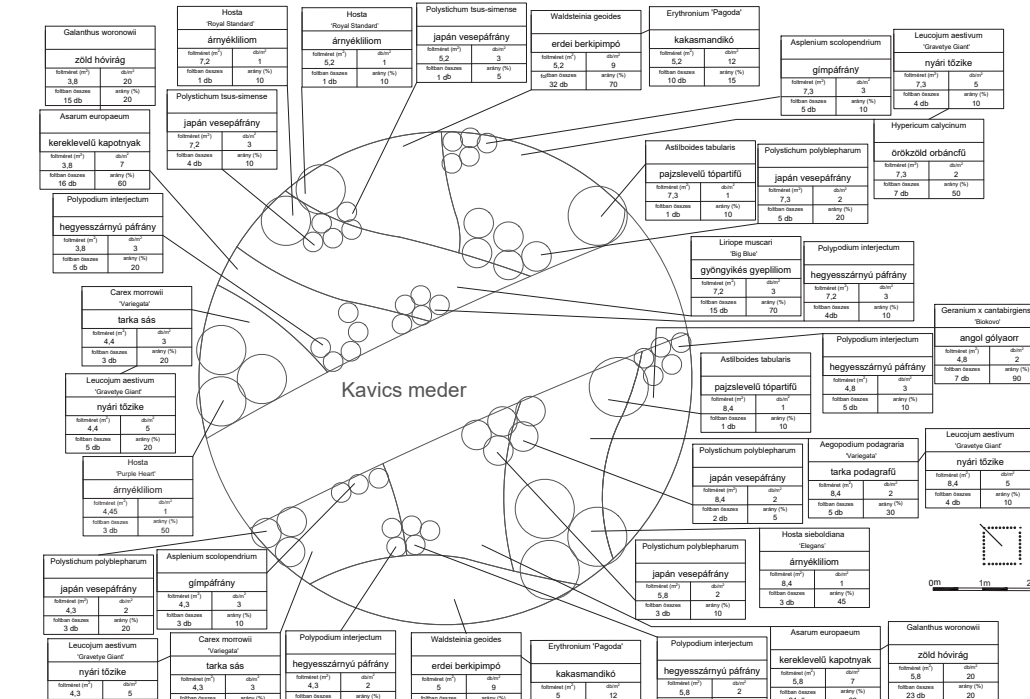 Galanthus woronowii
zöld hóvirág
foltméret (m²) db/m²
3,8 20
foltban összes arány (%)
15 db 20
Hosta
'Royal Standard'
árnyékliliom
foltméret (m²) db/m²
7,2 1
foltban összes arány (%)
1 db 10
Hosta
'Royal Standard'
árnyékliliom
foltméret (m²) db/m²
5,2 1
foltban összes arány (%)
1 db 10
Polystichum tsus-simense
japán vesepáfrány
foltméret (m²) db/m²
5,2 3
foltban összes arány (%)
1 db 5
Waldsteinia geoides
erdei berkipimpó
foltméret (m²) db/m²
5,2 9
foltban összes arány (%)
32 db 70
Erythronium 'Pagoda'
kakasmandikó
foltméret (m²) db/m²
5,2 12
foltban összes arány (%)
10 db 15
Asplenium scolopendrium
gímpáfrány
foltméret (m²) db/m²
7,3 3
foltban összes arány (%)
5 db 10
Leucojum aestivum
'Gravetye Giant'
nyári tőzike
foltméret (m²) db/m²
7,3 5
foltban összes arány (%)
4 db 10
Asarum europaeum
kereklevelű kapotnyak
foltméret (m²) db/m²
3,8 7
foltban összes arány (%)
16 db 60
Polystichum tsus-simense
japán vesepáfrány
foltméret (m²) db/m²
7,2 3
foltban összes arány (%)
4 db 10
Astilboides tabularis
pajzslevelű tópartifű
foltméret (m²) db/m²
7,3 1
foltban összes arány (%)
1 db 10
Polystichum polyblepharum
japán vesepáfrány
foltméret (m²) db/m²
7,3 2
foltban összes arány (%)
5 db 20
Hypericum calycinum
örökzöld orbáncfű
foltméret (m²) db/m²
7,3 2
foltban összes arány (%)
7 db 50
Polypodium interjectum
hegyesszárnyú páfrány
foltméret (m²) db/m²
3,8 3
foltban összes arány (%)
5 db 20
Liriope muscari
'Big Blue'
gyöngyikés gyepliliom
foltméret (m²) db/m²
7,2 3
foltban összes arány (%)
15 db 70
Polypodium interjectum
hegyesszárnyú páfrány
foltméret (m²) db/m²
7,2 3
foltban összes arány (%)
4db 10
Carex morrowii
'Variegata'
tarka sás
foltméret (m²) db/m²
4,4 3
foltban összes arány (%)
3 db 20
Geranium x cantabirgiens
'Biokovo'
angol gólyaorr
foltméret (m²) db/m²
4,8 2
foltban összes arány (%)
7 db 90
Polypodium interjectum
hegyesszárnyú páfrány
foltméret (m²) db/m²
4,8 3
foltban összes arány (%)
5 db 10
Astilboides tabularis
pajzslevelű tópartifű
foltméret (m²) db/m²
8,4 1
foltban összes arány (%)
1 db 10
Leucojum aestivum
'Gravetye Giant'
nyári tőzike
foltméret (m²) db/m²
4,4 5
foltban összes arány (%)
5 db 20
Kavics meder
Hosta
'Purple Heart'
árnyékliliom
foltméret (m²) db/m²
4,45 1
foltban összes arány (%)
3 db 50
Polystichum polyblepharum
japán vesepáfrány
foltméret (m²) db/m²
8,4 2
foltban összes arány (%)
2 db 5
Aegopodium podagraria
'Variegata'
tarka podagrafű
foltméret (m²) db/m²
8,4 2
foltban összes arány (%)
5 db 30
Leucojum aestivum
'Gravetye Giant'
nyári tőzike
foltméret (m²) db/m²
8,4 5
foltban összes arány (%)
4 db 10
Hosta sieboldiana
'Elegans'
árnyékliliom
foltméret (m²) db/m²
8,4 1
foltban összes arány (%)
3 db 45
Polystichum polyblepharum
japán vesepáfrány
foltméret (m²) db/m²
5,8 2
foltban összes arány (%)
3 db 10
0m 1m 2
Polystichum polyblepharum
japán vesepáfrány
foltméret (m²) db/m²
4,3 2
foltban összes arány (%)
3 db 20
Asplenium scolopendrium
gímpáfrány
foltméret (m²) db/m²
4,3 3
foltban összes arány (%)
3 db 10
Leucojum aestivum
'Gravetye Giant'
nyári tőzike
foltméret (m²) db/m²
4,3 5
Carex morrowii
'Variegata'
tarka sás
foltméret (m²) db/m²
4,3 3
foltban összes arány (%)
Polypodium interjectum
hegyesszárnyú páfrány
foltméret (m²) db/m²
4,3 2
foltban összes arány (%)
Waldsteinia geoides
erdei berkipimpó
foltméret (m²) db/m²
5 9
foltban összes arány (%)
Erythronium 'Pagoda'
kakasmandikó
foltméret (m²) db/m²
5 12
Polypodium interjectum
hegyesszárnyú páfrány
foltméret (m²) db/m²
5,8 2
Asarum europaeum
kereklevelű kapotnyak
foltméret (m²) db/m²
5,8 7
foltban összes arány (%)
Galanthus woronowii
zöld hóvirág
foltméret (m²) db/m²
5,8 20
foltban összes arány (%)
23 db 20